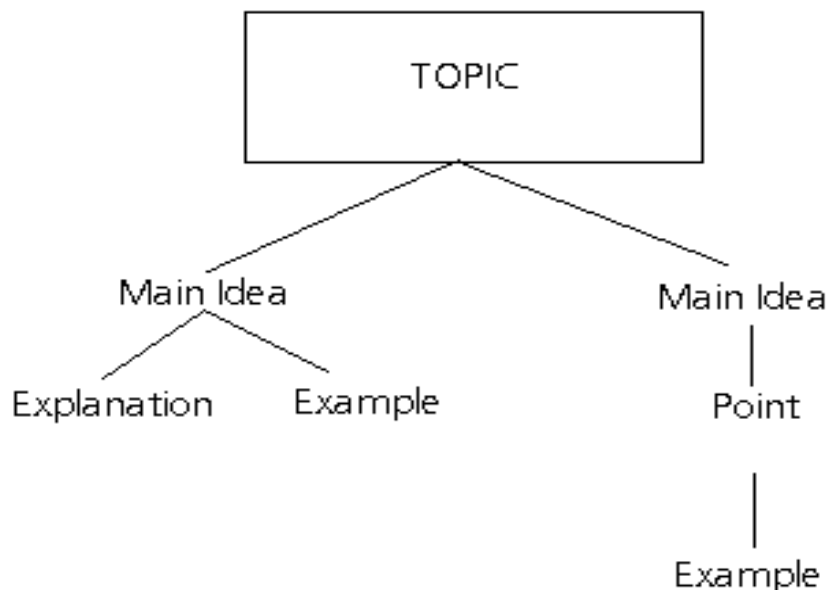 TOPIC
Main Idea
Main Idea
Explanation
Example
Point
Example